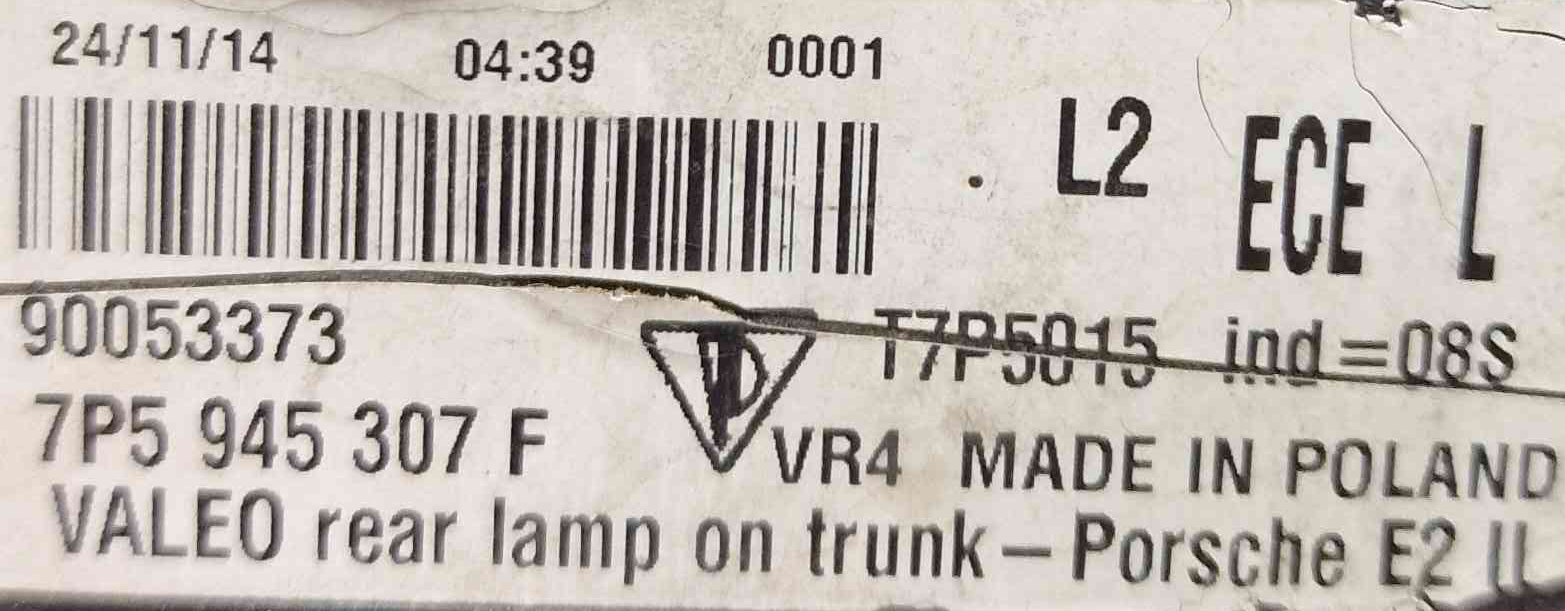 24/11/14 04:39 0001
L2 ECE L
90053373 T7P5015 ind=08S
7P5 945 307 F VR4 MADE IN POLAND
VALEO rear lamp on trunk – Porsche E2 II